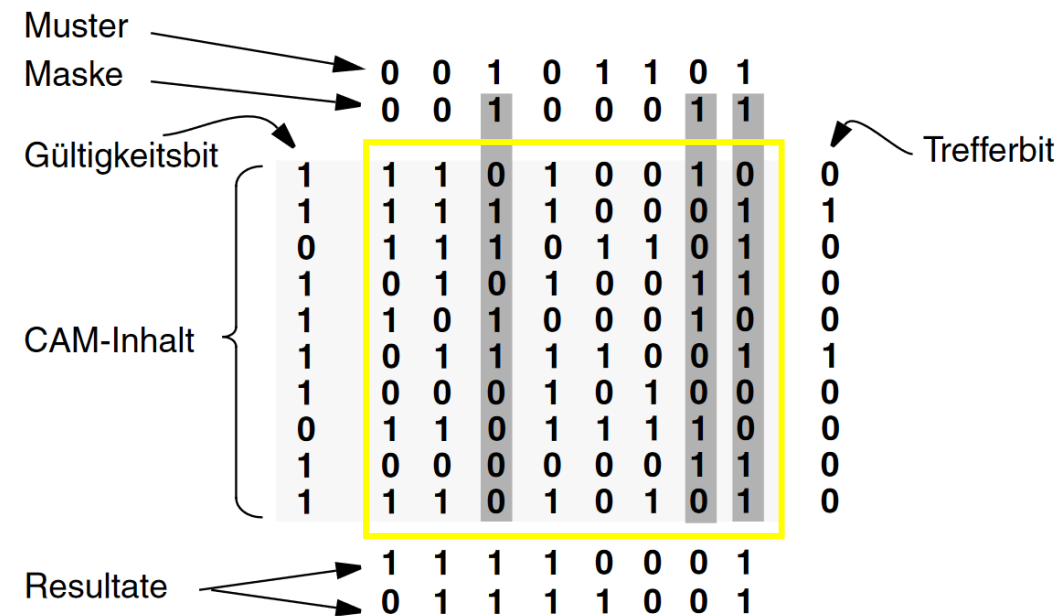 Muster
0 0 1 0 1 1 0 1
Maske
0 0 1 0 0 0 1 1
Gültigkeitsbit
Trefferbit
1 1 1 0 1 0 0 1 0 0
1 1 1 1 1 0 0 0 1 1
0 1 1 1 0 1 1 0 1 0
1 0 1 0 1 0 0 1 1 0
CAM-Inhalt
1 1 0 1 0 0 0 1 0 0
1 0 1 1 1 1 0 0 1 1
1 0 0 0 1 0 1 0 0 0
0 1 1 0 1 1 1 1 0 0
1 0 0 0 0 0 0 1 1 0
1 1 1 0 1 0 1 0 1 0
Resultate
1 1 1 1 0 0 0 1
0 1 1 1 1 0 0 1